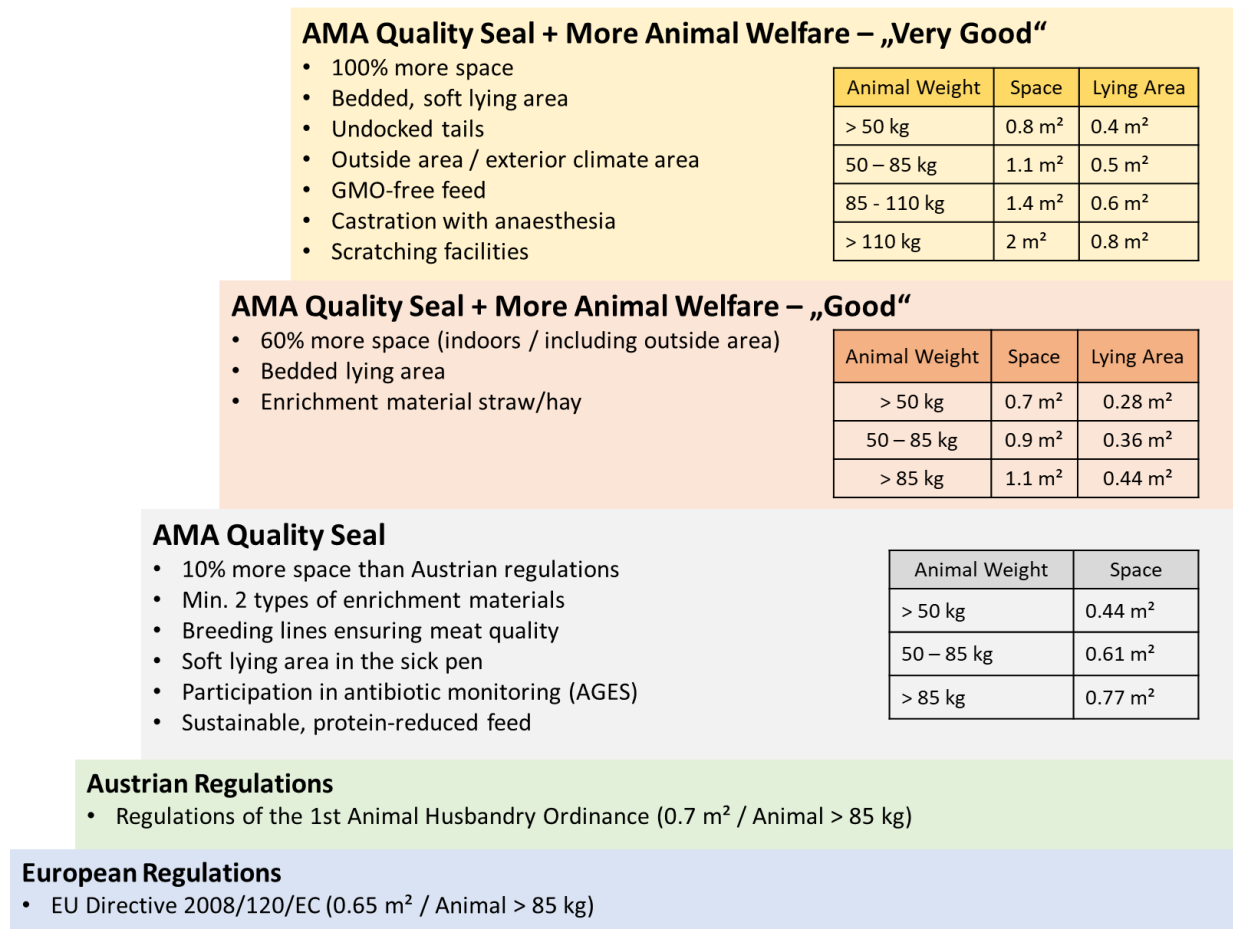 AMA Quality Seal + More Animal Welfare – „Very Good“
• 100% more space
• Bedded, soft lying area
• Undocked tails
• Outside area / exterior climate area
• GMO-free feed
• Castration with anaesthesia
• Scratching facilities
Animal Weight Space Lying Area
> 50 kg 0.8 m² 0.4 m²
50 – 85 kg 1.1 m² 0.5 m²
85 - 110 kg 1.4 m² 0.6 m²
> 110 kg 2 m² 0.8 m²
AMA Quality Seal + More Animal Welfare – „Good“
• 60% more space (indoors / including outside area)
• Bedded lying area
• Enrichment material straw/hay
Animal Weight Space Lying Area
> 50 kg 0.7 m² 0.28 m²
50 – 85 kg 0.9 m² 0.36 m²
> 85 kg 1.1 m² 0.44 m²
AMA Quality Seal
• 10% more space than Austrian regulations
• Min. 2 types of enrichment materials
• Breeding lines ensuring meat quality
• Soft lying area in the sick pen
• Participation in antibiotic monitoring (AGES)
• Sustainable, protein-reduced feed
Animal Weight Space
> 50 kg 0.44 m²
50 – 85 kg 0.61 m²
> 85 kg 0.77 m²
Austrian Regulations
• Regulations of the 1st Animal Husbandry Ordinance (0.7 m² / Animal > 85 kg)
European Regulations
• EU Directive 2008/120/EC (0.65 m² / Animal > 85 kg)